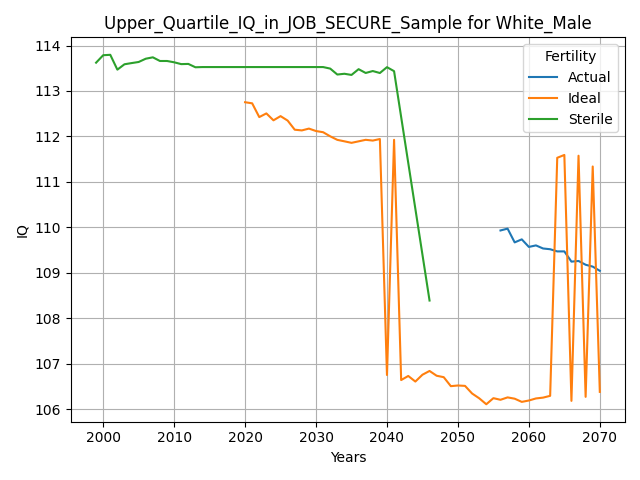 Upper_Quartile_IQ_in_JOB_SECURE_Sample for White_Male
Fertility
Actual
Ideal
Sterile
IQ
114
113
112
111
110
109
108
107
106
2000 2010 2020 2030 2040 2050 2060 2070
Years